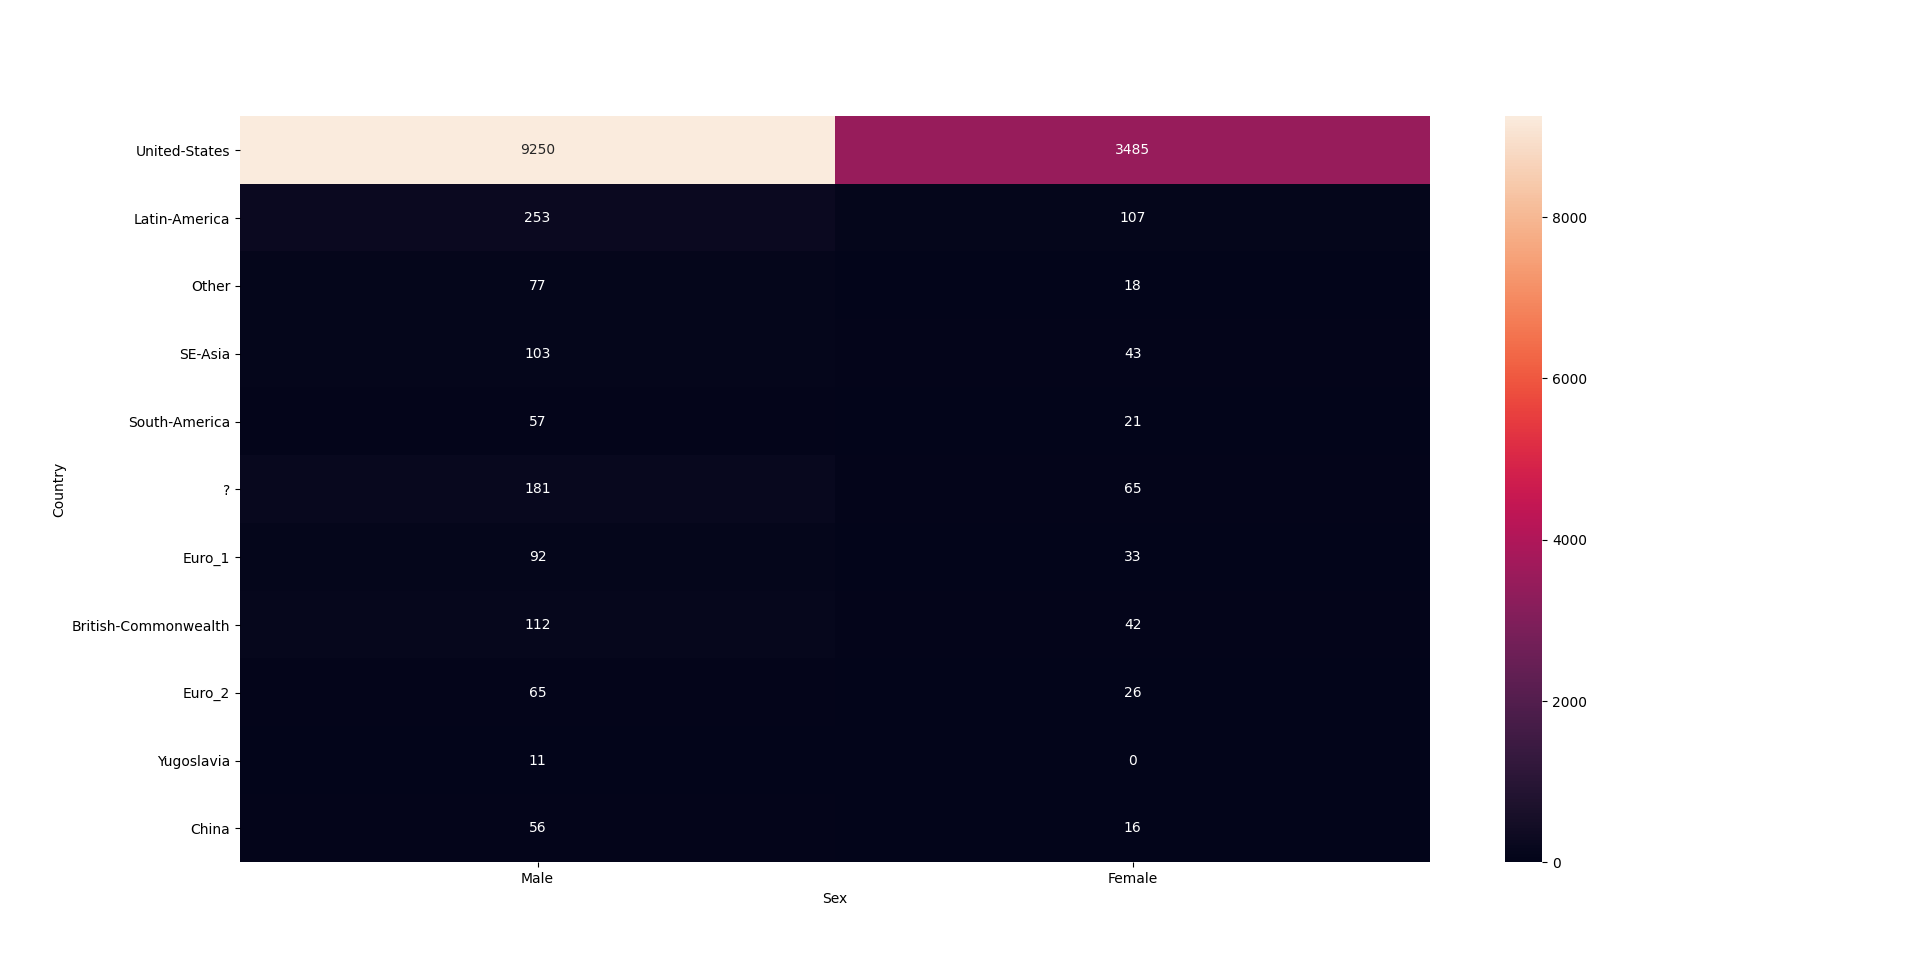 United-States 9250 3485
Latin-America 253 107
Other 77 18
SE-Asia 103 43
South-America 57 21
? 181 65
Euro_1 92 33
British-Commonwealth 112 42
Euro_2 65 26
Yugoslavia 11 0
China 56 16
Male Female
Sex
Country
8000
6000
4000
2000
0